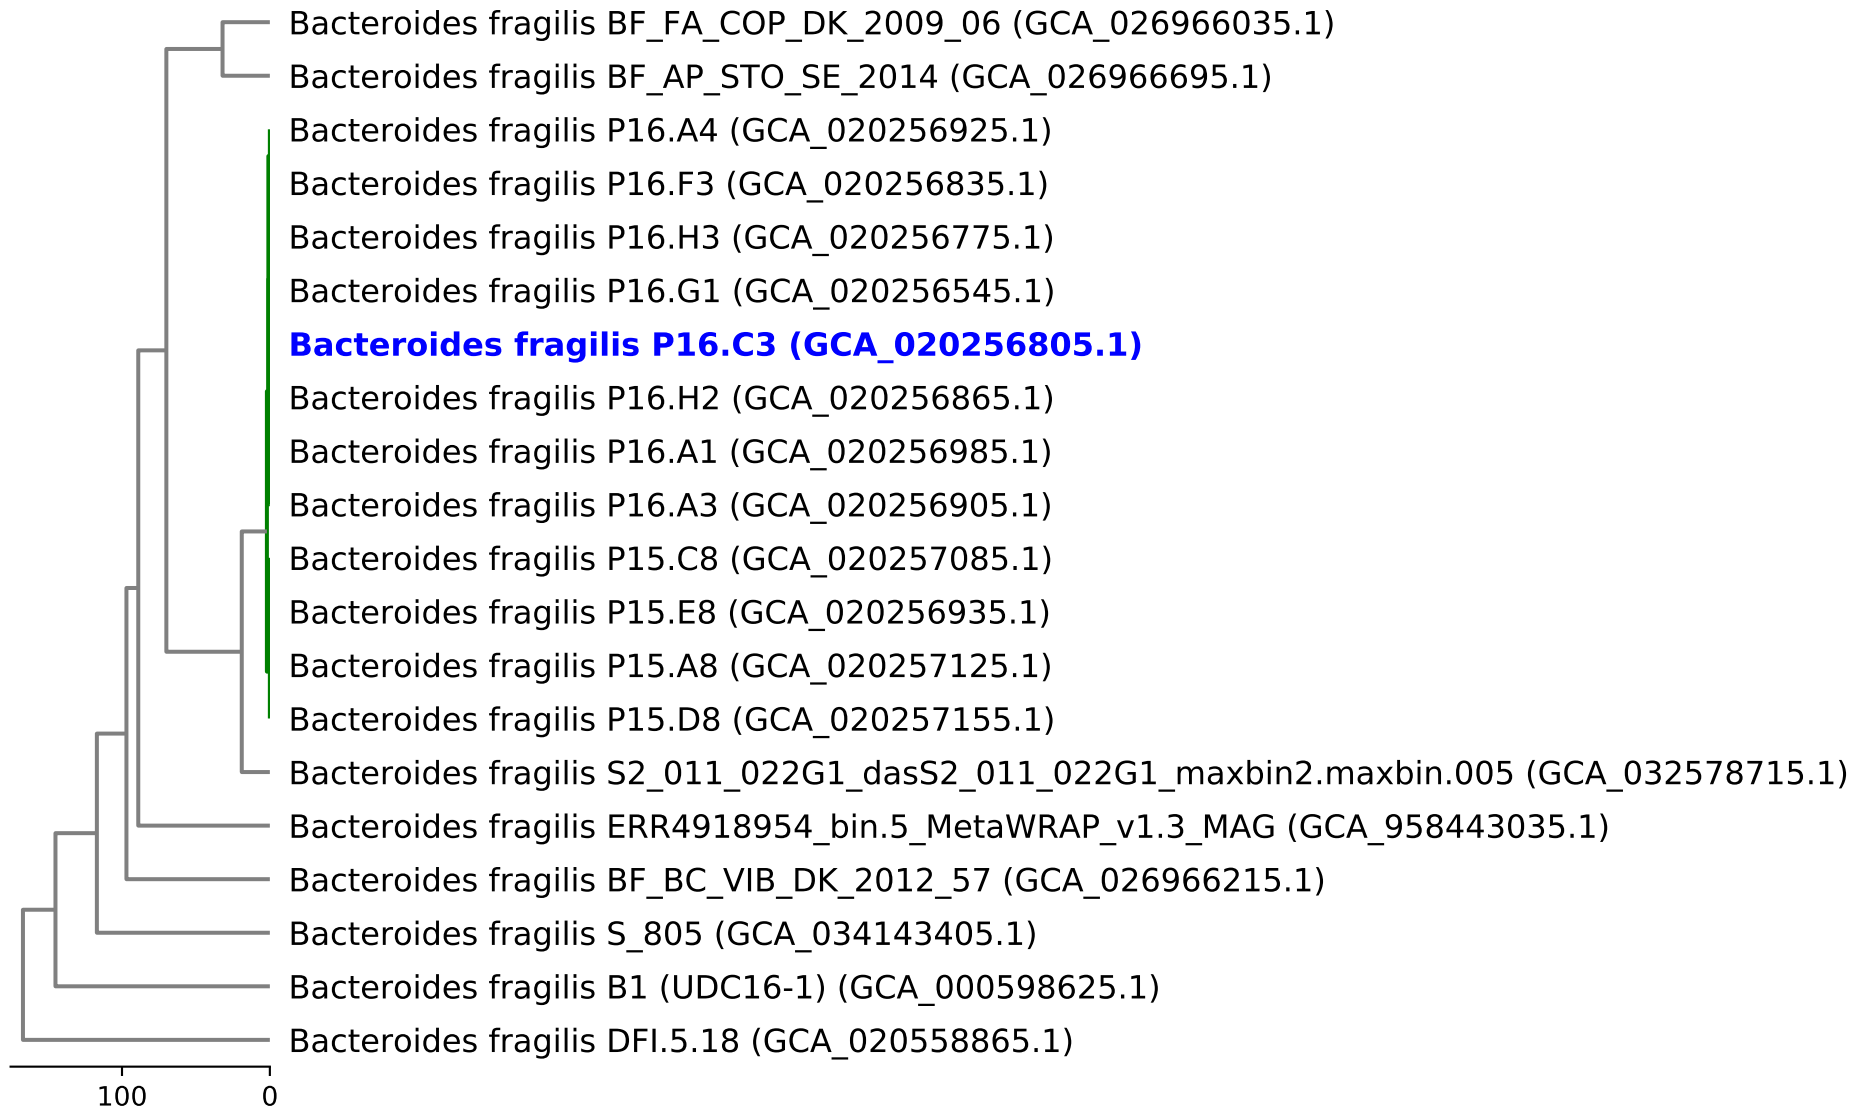 Bacteroides fragilis BF_FA_COP_DK_2009_06 (GCA_026966035.1)
Bacteroides fragilis BF_AP_STO_SE_2014 (GCA_026966695.1)
Bacteroides fragilis P16.A4 (GCA_020256925.1)
Bacteroides fragilis P16.F3 (GCA_020256835.1)
Bacteroides fragilis P16.H3 (GCA_020256775.1)
Bacteroides fragilis P16.G1 (GCA_020256545.1)
Bacteroides fragilis P16.C3 (GCA_020256805.1)
Bacteroides fragilis P16.H2 (GCA_020256865.1)
Bacteroides fragilis P16.A1 (GCA_020256985.1)
Bacteroides fragilis P16.A3 (GCA_020256905.1)
Bacteroides fragilis P15.C8 (GCA_020257085.1)
Bacteroides fragilis P15.E8 (GCA_020256935.1)
Bacteroides fragilis P15.A8 (GCA_020257125.1)
Bacteroides fragilis P15.D8 (GCA_020257155.1)
Bacteroides fragilis S2_011_022G1_dasS2_011_022G1_maxbin2.maxbin.005 (GCA_032578715.1)
Bacteroides fragilis ERR4918954_bin.5_MetaWRAP_v1.3_MAG (GCA_958443035.1)
Bacteroides fragilis BF_BC_VIB_DK_2012_57 (GCA_026966215.1)
Bacteroides fragilis S_805 (GCA_034143405.1)
Bacteroides fragilis B1 (UDC16-1) (GCA_000598625.1)
Bacteroides fragilis DFI.5.18 (GCA_020558865.1)
100 0